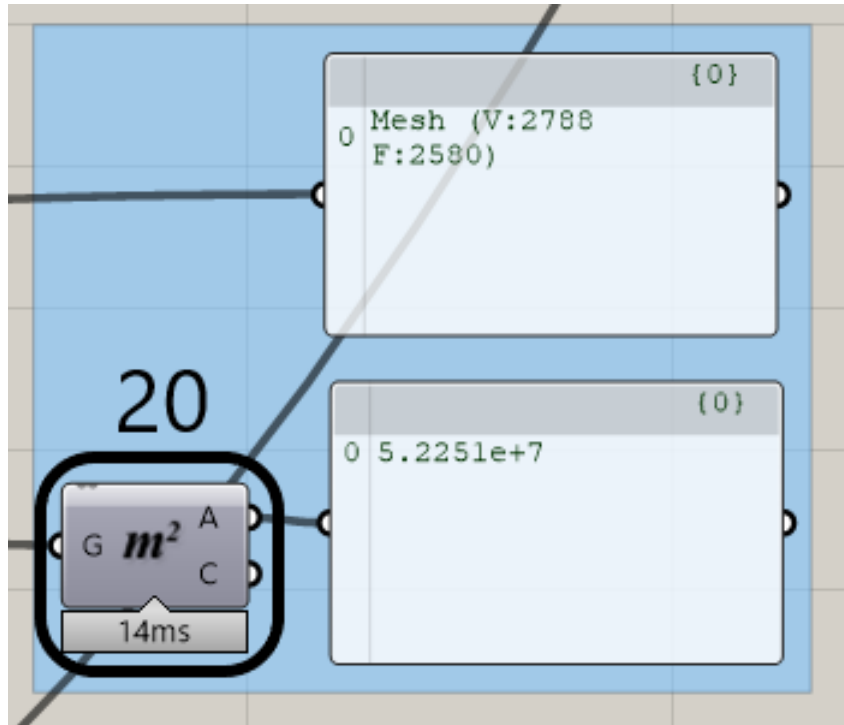 {0}
0 Mesh (V:2788
F:2580)
20
{0}
0 5.2251e+7
G m² A
C
14ms